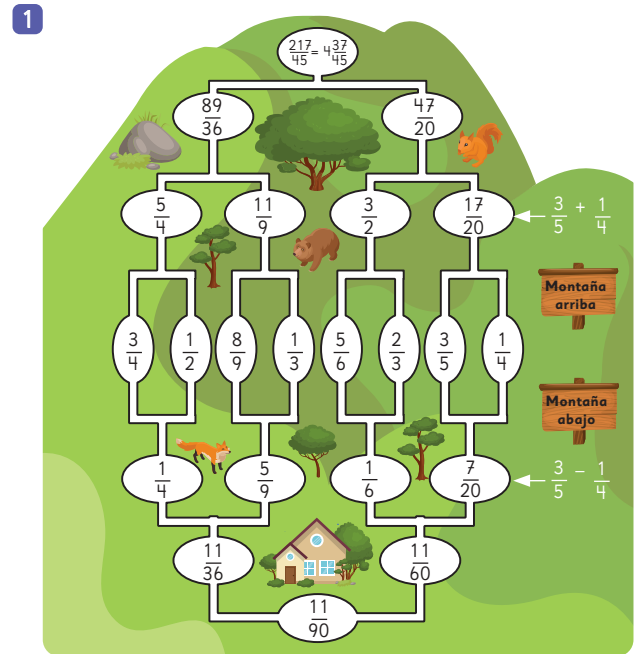 1
217/45 = 4 37/45
89/36 47/20
5/4 11/9 3/2 17/20 3/5 + 1/4
Montaña
arriba
3/4 1/2 8/9 1/3 5/6 2/3 3/5 1/4
Montaña
abajo
1/4 5/9 1/6 7/20 3/5 − 1/4
11/36 11/60
11/90